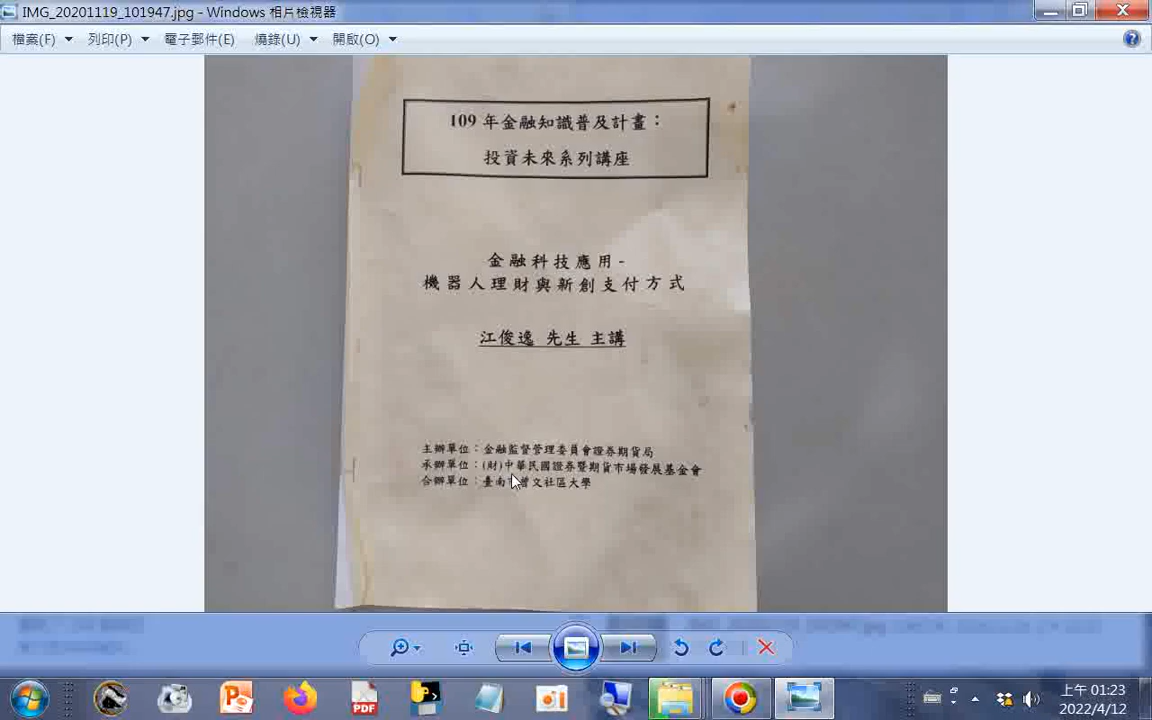 IMG_20201119_101947.jpg - Windows 相片檢視器
檔案(F) 列印(P) 電子郵件(E) 燒錄(U) 開啟(O)
109 年金融知識普及計畫：
投資未來系列講座
金融科技應用-
機器人理財與新創支付方式
江俊逸 先生 主講
主辦單位：金融監督管理委員會證券期貨局
承辦單位：(財)中華民國證券暨期貨市場發展基金會
合辦單位：臺南市曾文社區大學
PDF
上午 01:23
2022/4/12